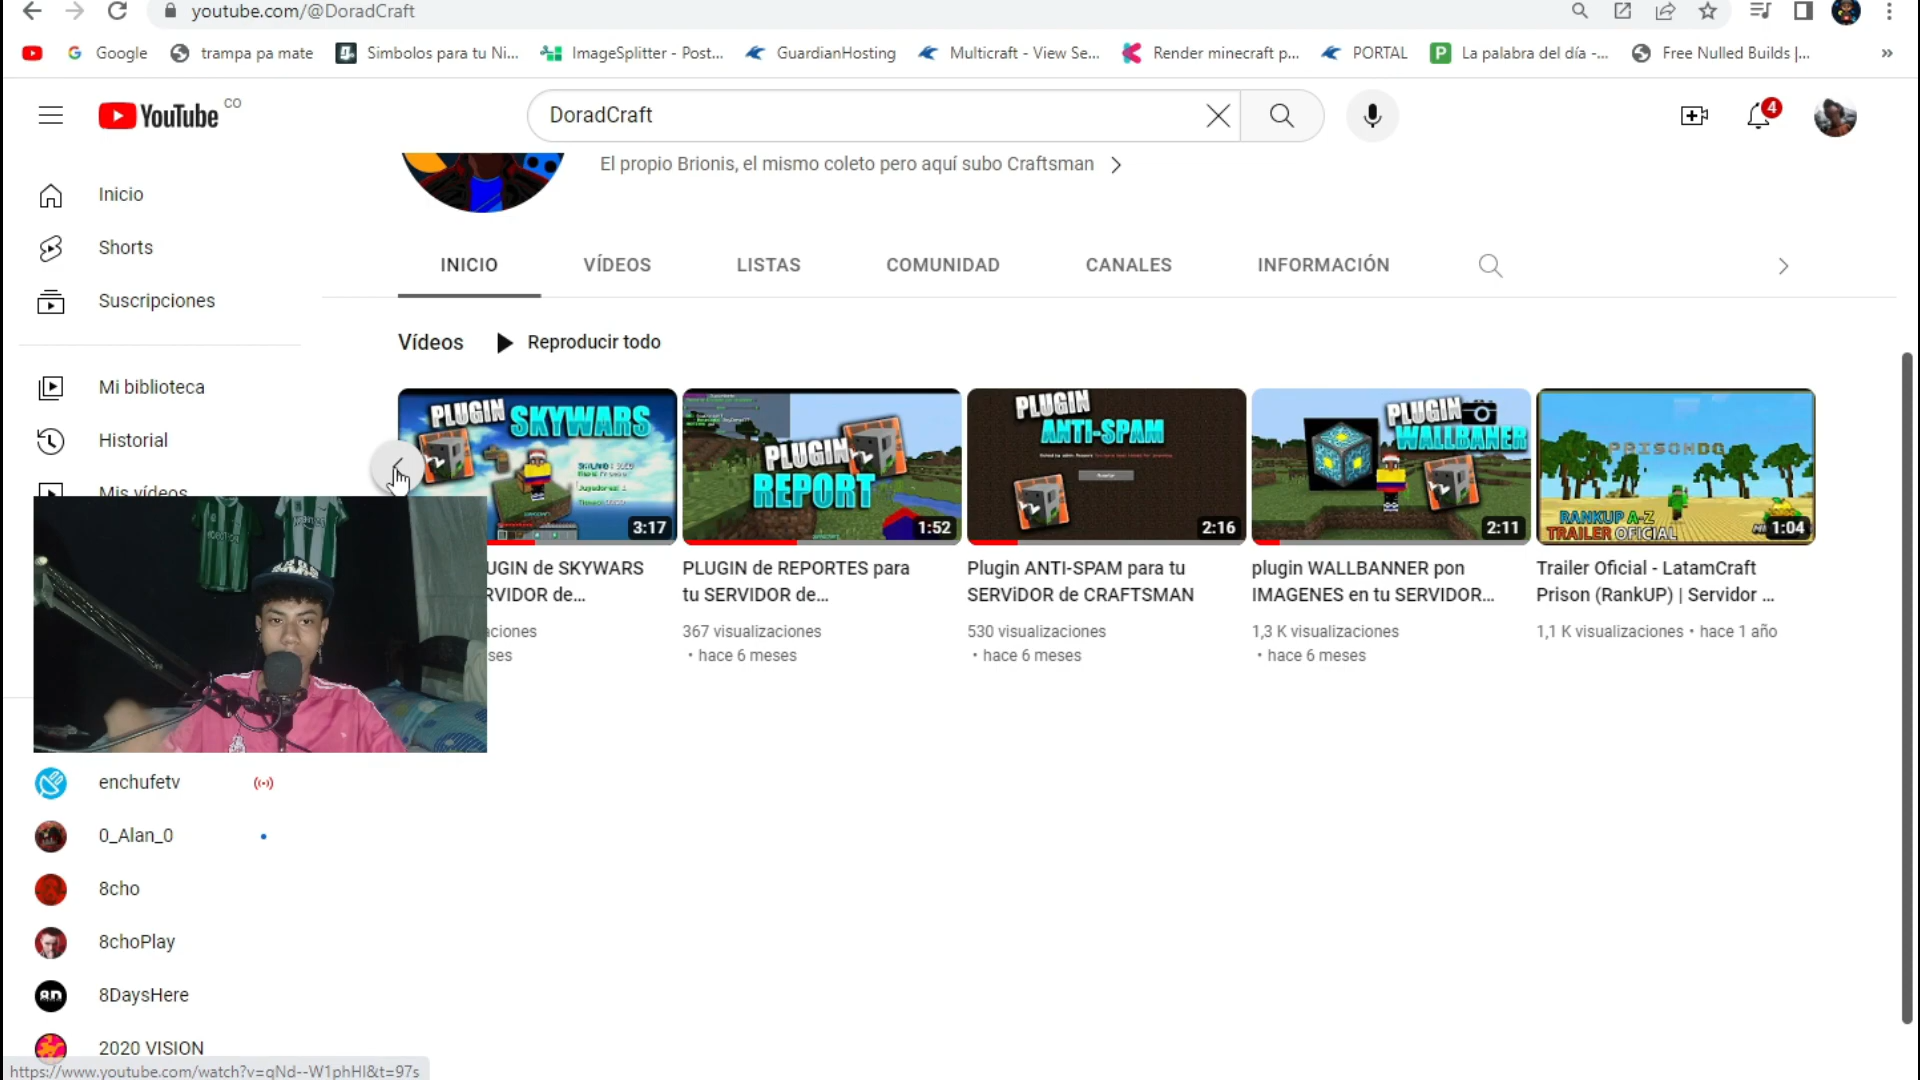 youtube.com/@DoradCraft
Google
trampa pa mate
Simbolos para tu Ni...
ImageSplitter - Post...
GuardianHosting
Multicraft - View Se...
Render minecraft p...
PORTAL
La palabra del día -...
Free Nulled Builds |...
YouTube CO
DoradCraft
4
El propio Brionis, el mismo coleto pero aquí subo Craftsman
Inicio
Shorts
Suscripciones
Mi biblioteca
Historial
Mis vídeos
INICIO
VÍDEOS
LISTAS
COMUNIDAD
CANALES
INFORMACIÓN
Vídeos
Reproducir todo
PLUGIN SKYWARS
3:17
PLUGIN
REPORT
1:52
PLUGIN
ANTI-SPAM
2:16
PLUGIN
WALLBANER
2:11
PRISONDG
RANKUP A-Z
TRAILER OFICIAL
1:04
UGIN de SKYWARS
RVIDOR de...
aciones
ses
PLUGIN de REPORTES para
tu SERVIDOR de...
367 visualizaciones
• hace 6 meses
Plugin ANTI-SPAM para tu
SERViDOR de CRAFTSMAN
530 visualizaciones
• hace 6 meses
plugin WALLBANNER pon
IMAGENES en tu SERVIDOR...
1,3 K visualizaciones
• hace 6 meses
Trailer Oficial - LatamCraft
Prison (RankUP) | Servidor ...
1,1 K visualizaciones • hace 1 año
enchufetv
0_Alan_0
8cho
8choPlay
8DaysHere
2020 VISION
https://www.youtube.com/watch?v=qNd--W1phHI&t=97s